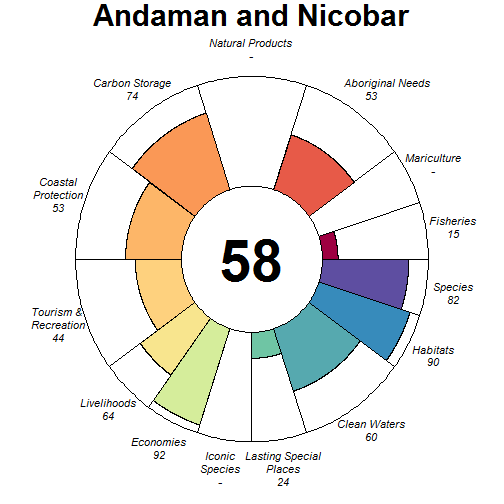 Andaman and Nicobar
Natural Products
-
Aboriginal Needs
53
Mariculture
-
Fisheries
15
Species
82
Habitats
90
Clean Waters
60
Lasting Special
Places
24
Iconic
Species
-
Economies
92
Livelihoods
64
Tourism &
Recreation
44
Coastal
Protection
53
Carbon Storage
74
58